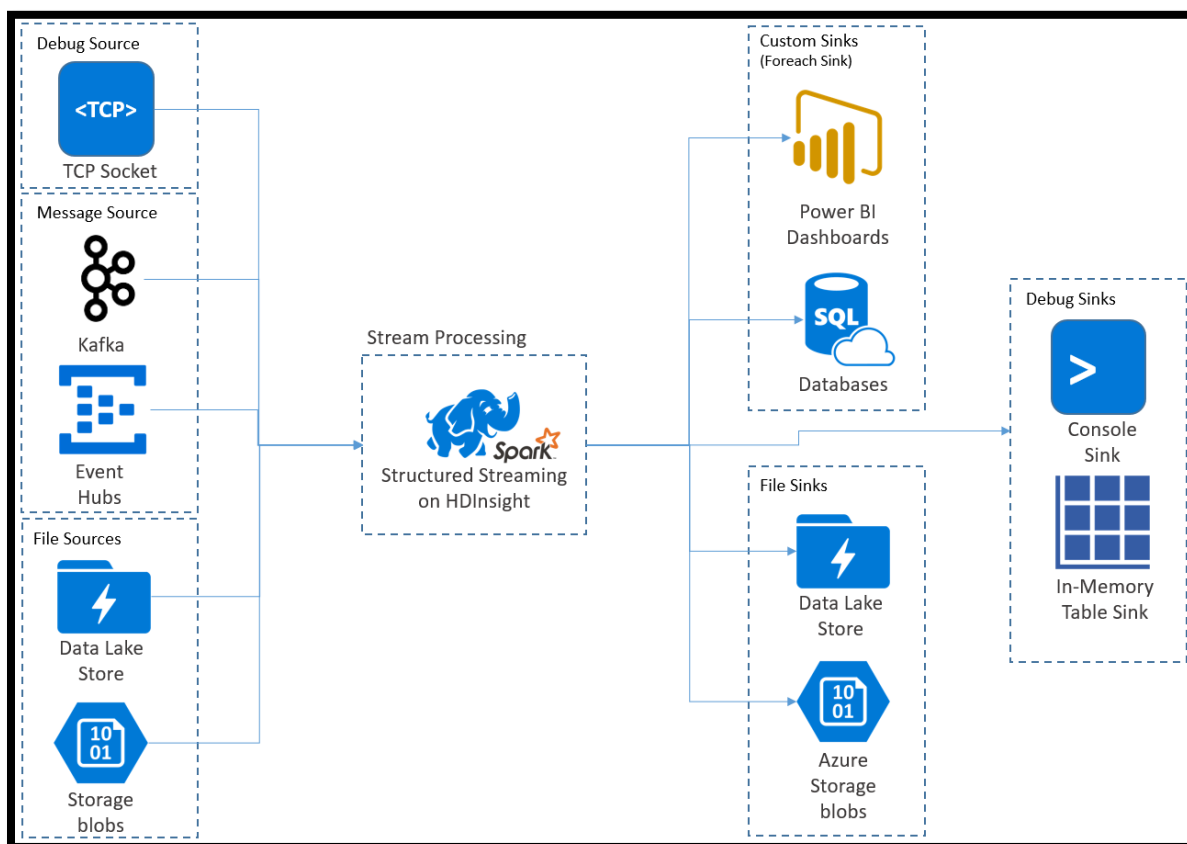 Debug Source
<TCP>
TCP Socket
Message Source
Kafka
Event
Hubs
File Sources
Data Lake
Store
10
01
Storage
blobs
Stream Processing
Spark
Structured Streaming
on HDInsight
Custom Sinks
(Foreach Sink)
Power BI
Dashboards
SQL
Databases
File Sinks
Data Lake
Store
10
01
Azure
Storage
blobs
Debug Sinks
>
Console
Sink
In-Memory
Table Sink